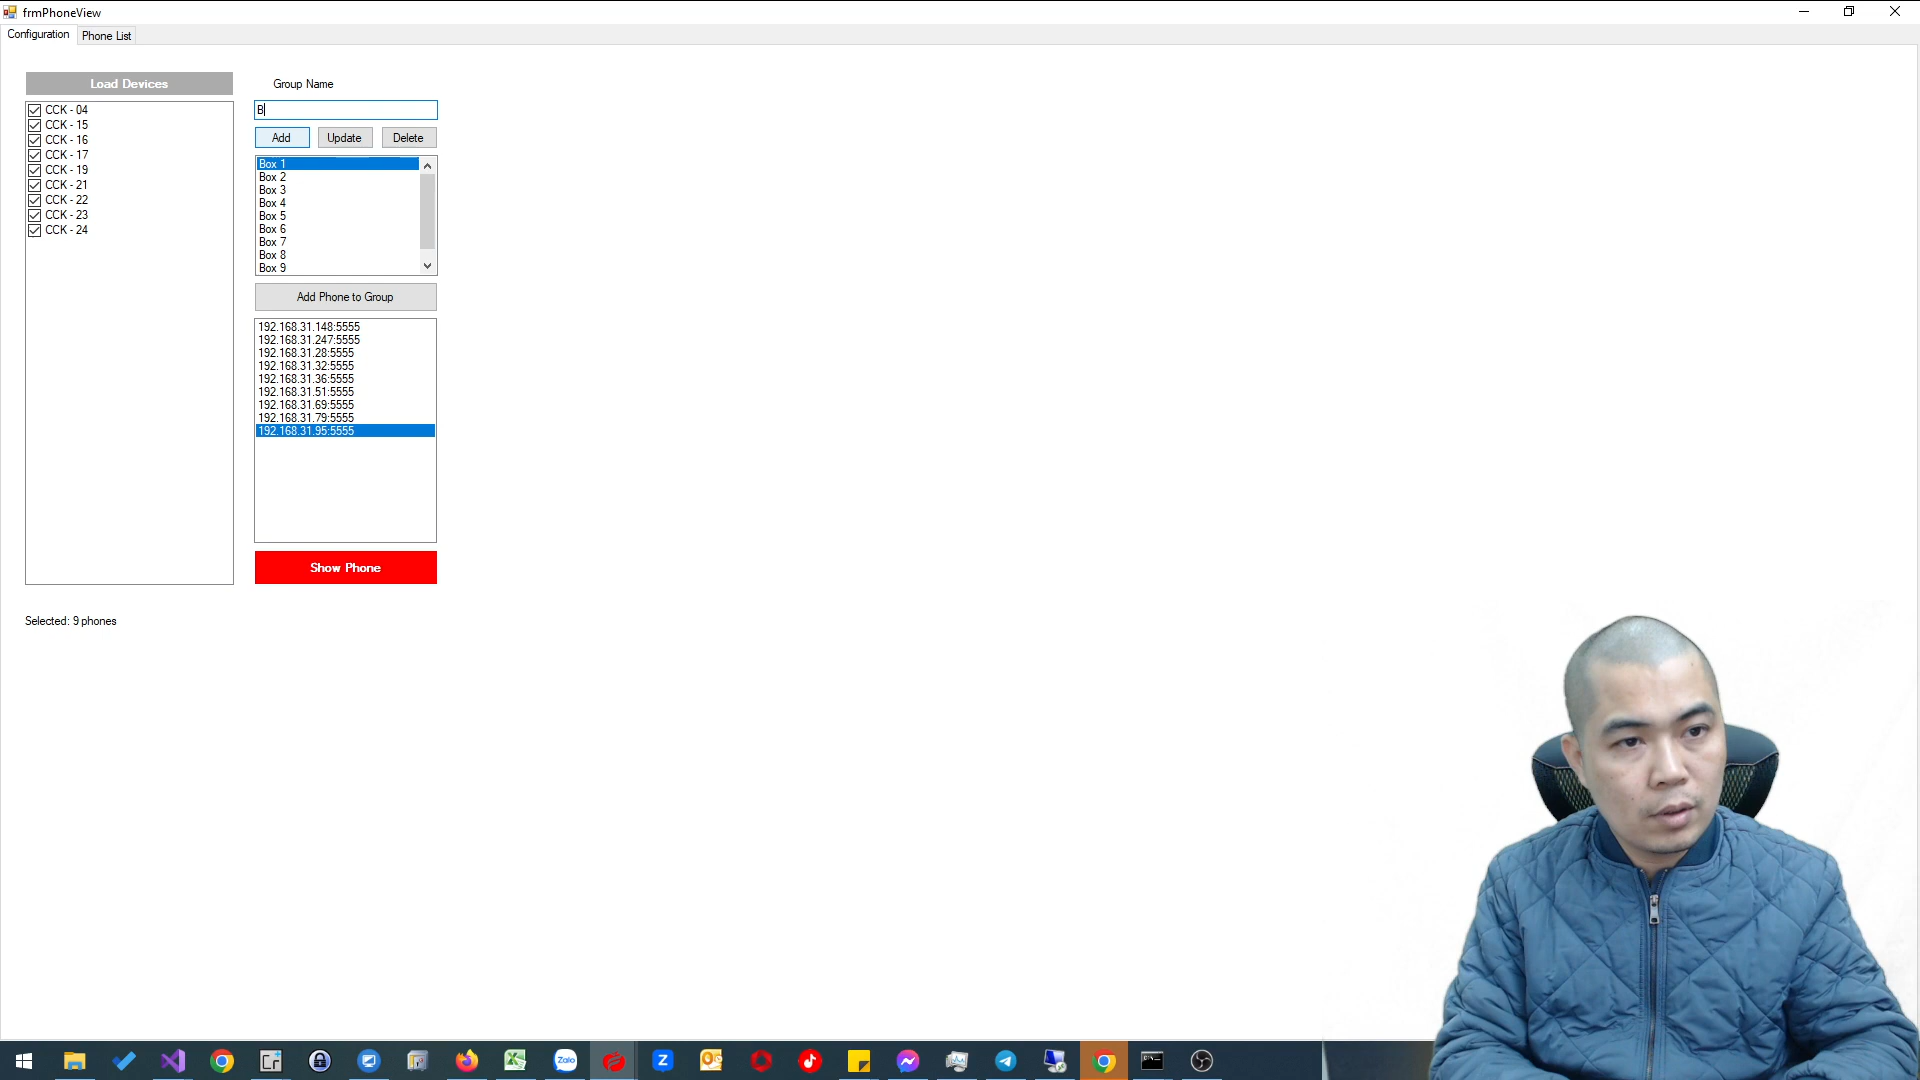 frmPhoneView
Configuration
Phone List
Load Devices
CCK - 04
CCK - 15
CCK - 16
CCK - 17
CCK - 19
CCK - 21
CCK - 22
CCK - 23
CCK - 24
Group Name
B
Add
Update
Delete
Box 1
Box 2
Box 3
Box 4
Box 5
Box 6
Box 7
Box 8
Box 9
Add Phone to Group
192.168.31.148:5555
192.168.31.247:5555
192.168.31.28:5555
192.168.31.32:5555
192.168.31.36:5555
192.168.31.51:5555
192.168.31.69:5555
192.168.31.79:5555
192.168.31.95:5555
Show Phone
Selected: 9 phones
Cr
Zalo
Z